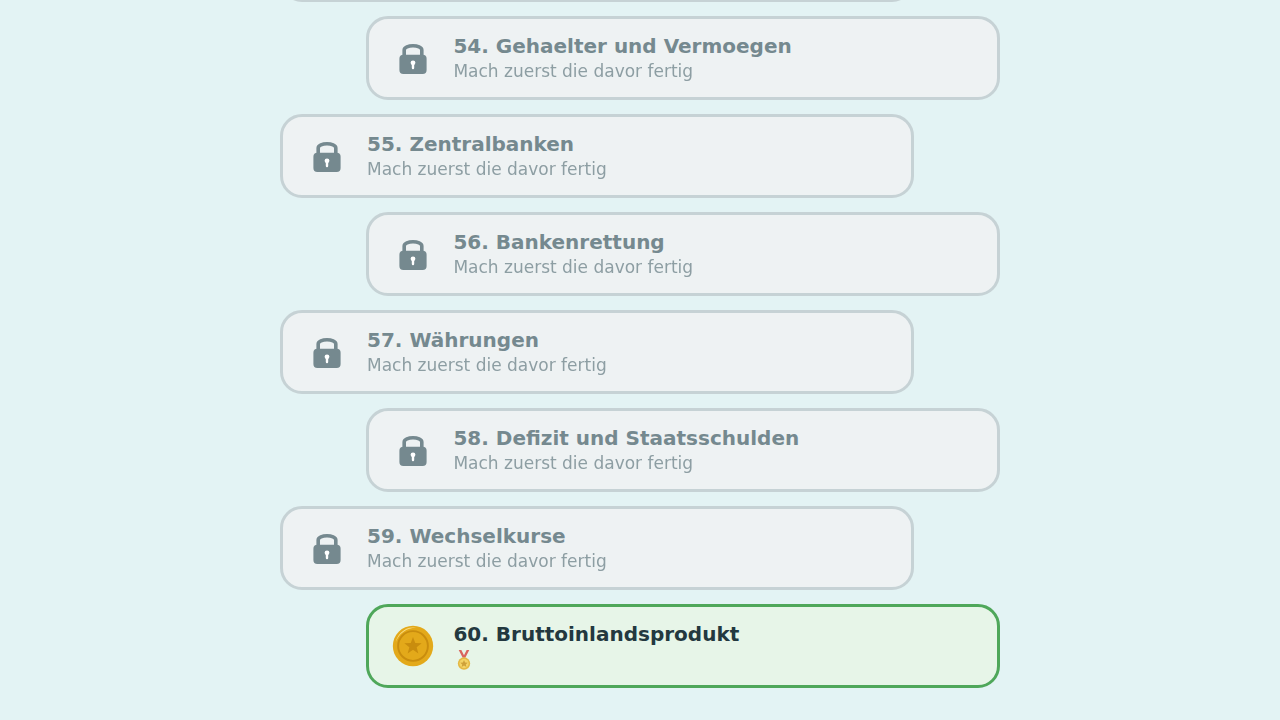 54. Gehaelter und Vermoegen
Mach zuerst die davor fertig
55. Zentralbanken
Mach zuerst die davor fertig
56. Bankenrettung
Mach zuerst die davor fertig
57. Währungen
Mach zuerst die davor fertig
58. Defizit und Staatsschulden
Mach zuerst die davor fertig
59. Wechselkurse
Mach zuerst die davor fertig
60. Bruttoinlandsprodukt